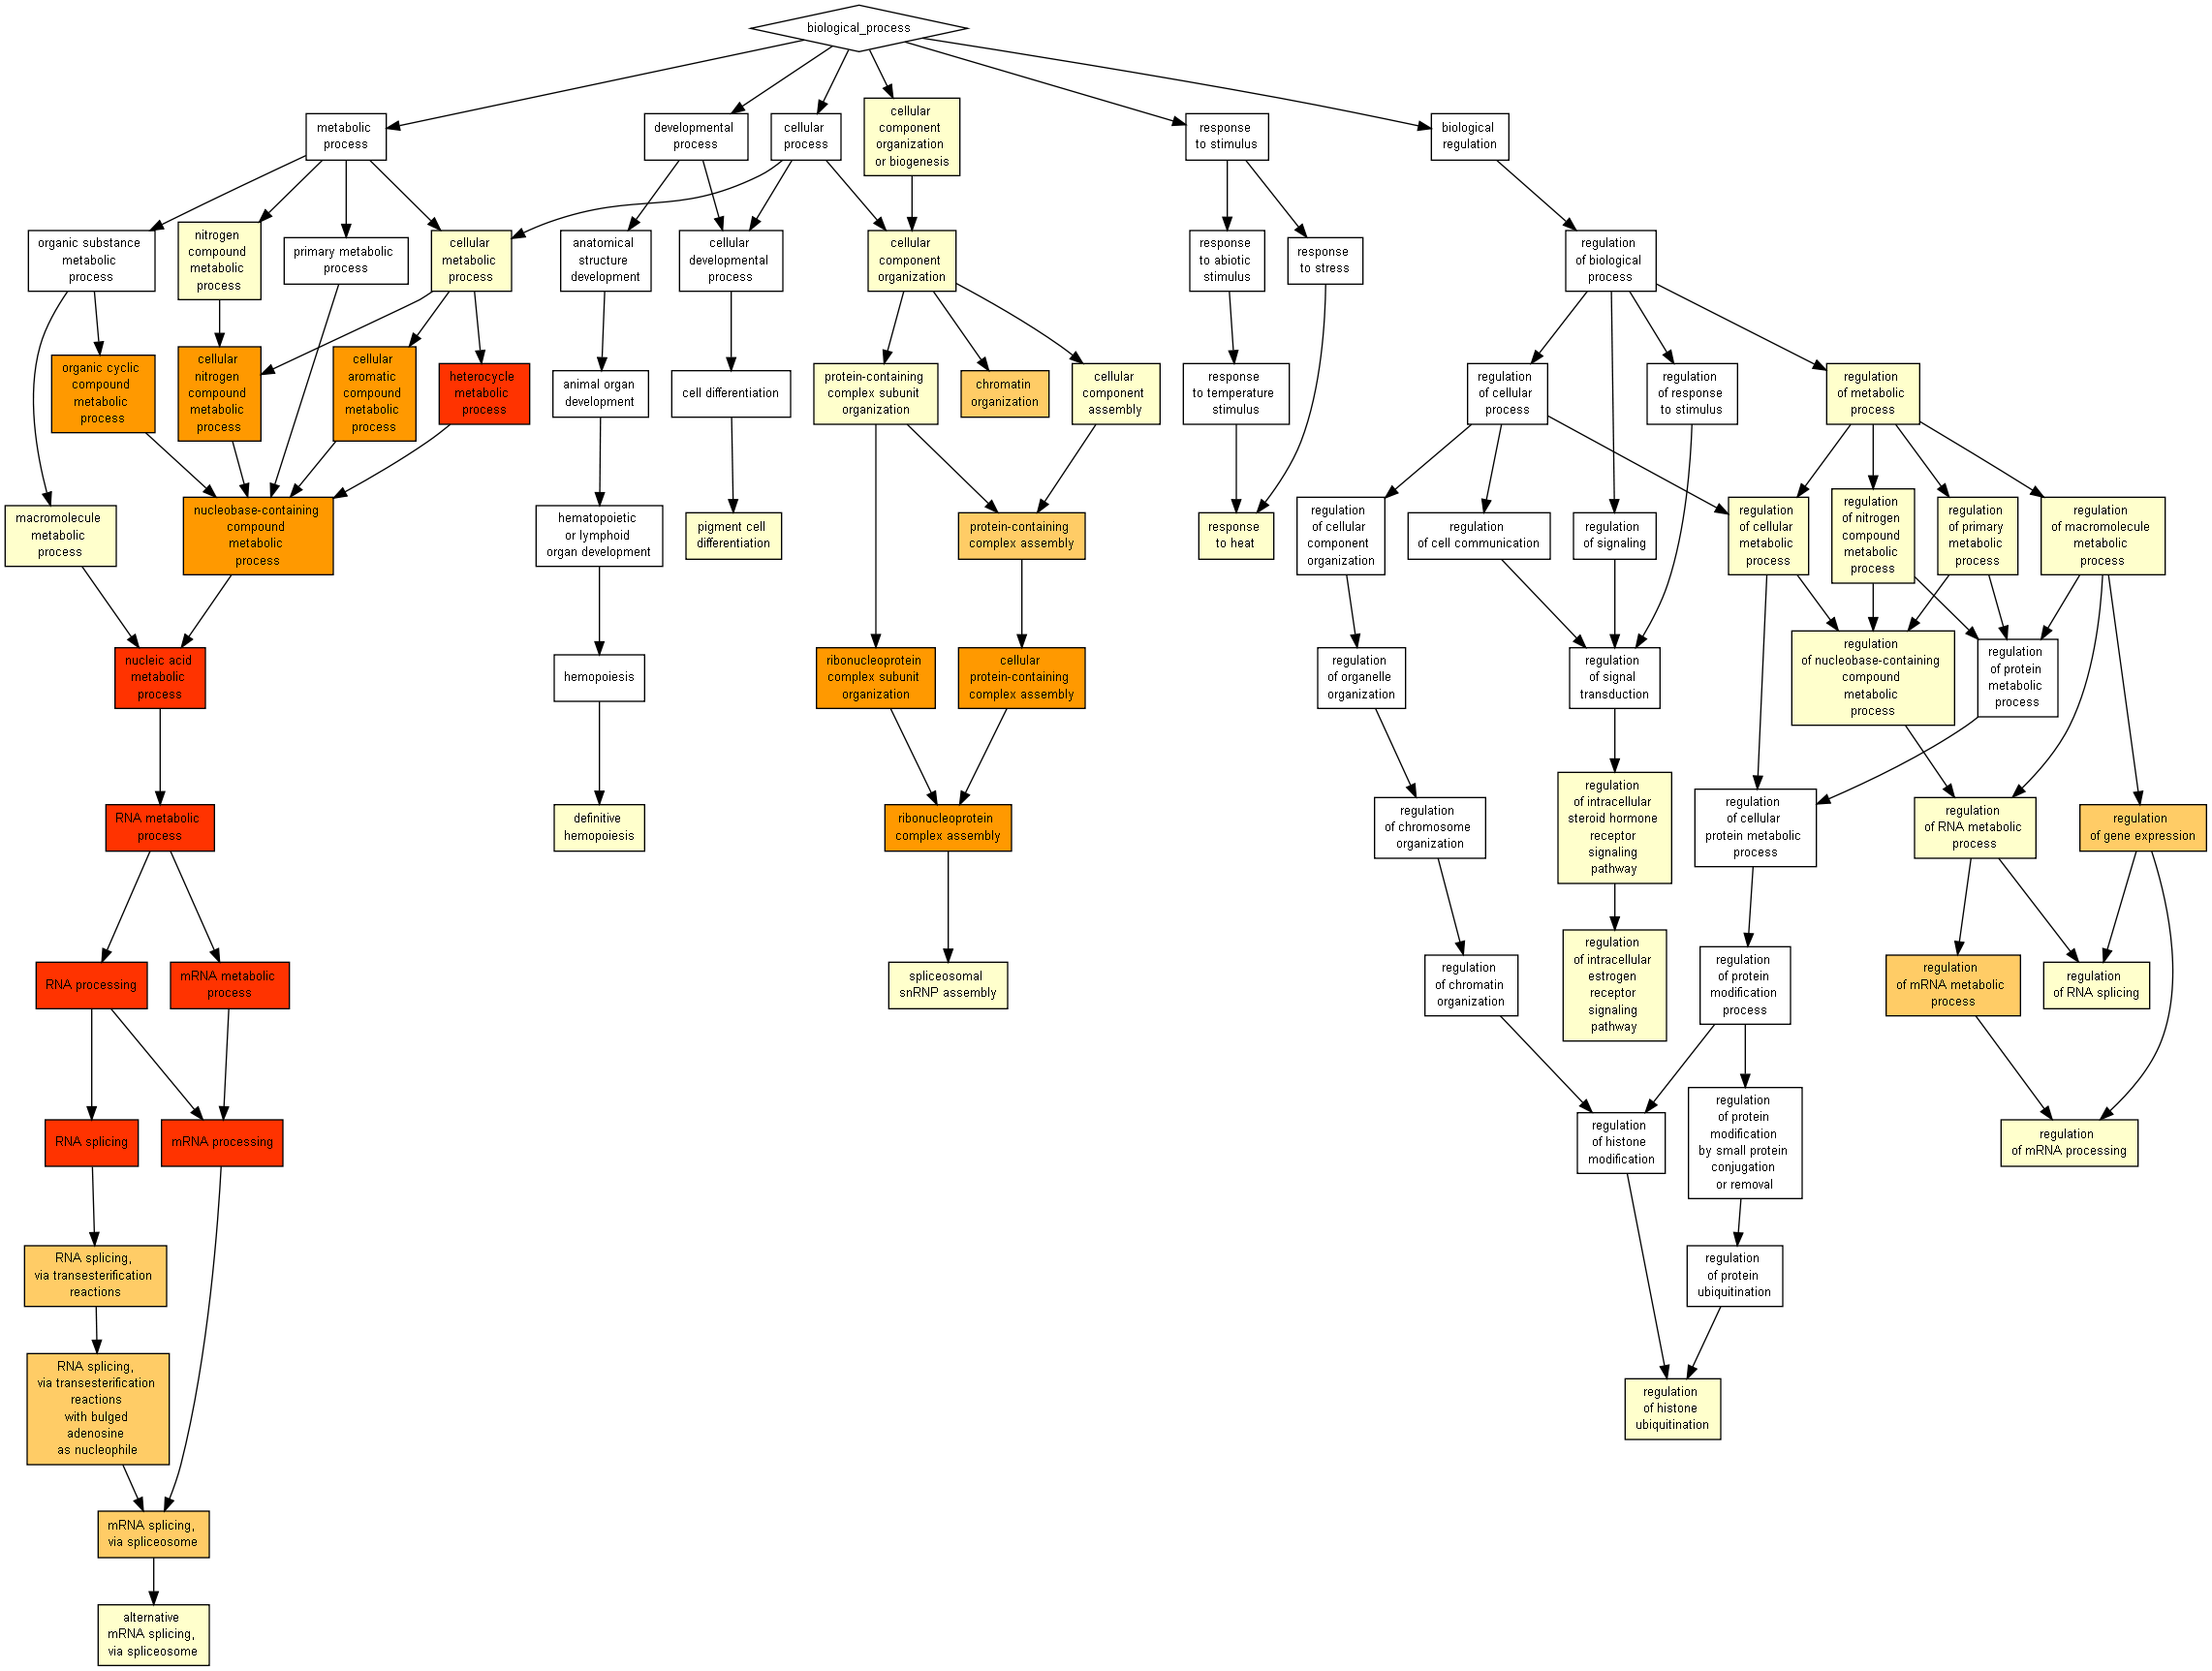 biological_process
metabolic
process
developmental
process
cellular
process
cellular
component
organization
or biogenesis
response
to stimulus
biological
regulation
organic substance
metabolic
process
nitrogen
compound
metabolic
process
primary metabolic
process
cellular
metabolic
process
anatomical
structure
development
cellular
developmental
process
cellular
component
organization
response
to abiotic
stimulus
response
to stress
regulation
of biological
process
organic cyclic
compound
metabolic
process
cellular
nitrogen
compound
metabolic
process
cellular
aromatic
compound
metabolic
process
heterocycle
metabolic
process
animal organ
development
cell differentiation
protein-containing
complex subunit
organization
chromatin
organization
cellular
component
assembly
response
to temperature
stimulus
regulation
of cellular
process
regulation
of response
to stimulus
regulation
of metabolic
process
macromolecule
metabolic
process
nucleobase-containing
compound
metabolic
process
hematopoietic
or lymphoid
organ development
pigment cell
differentiation
protein-containing
complex assembly
response
to heat
regulation
of cellular
component
organization
regulation
of cell communication
regulation
of signaling
regulation
of cellular
metabolic
process
regulation
of nitrogen
compound
metabolic
process
regulation
of primary
metabolic
process
regulation
of macromolecule
metabolic
process
nucleic acid
metabolic
process
hemopoiesis
ribonucleoprotein
complex subunit
organization
cellular
protein-containing
complex assembly
regulation
of organelle
organization
regulation
of signal
transduction
regulation
of nucleobase-containing
compound
metabolic
process
regulation
of protein
metabolic
process
RNA metabolic
process
definitive
hemopoiesis
ribonucleoprotein
complex assembly
regulation
of chromosome
organization
regulation
of intracellular
steroid hormone
receptor
signaling
pathway
regulation
of cellular
protein metabolic
process
regulation
of RNA metabolic
process
regulation
of gene expression
RNA processing
mRNA metabolic
process
spliceosomal
snRNP assembly
regulation
of chromatin
organization
regulation
of intracellular
estrogen
receptor
signaling
pathway
regulation
of protein
modification
process
regulation
of mRNA metabolic
process
regulation
of RNA splicing
RNA splicing
mRNA processing
regulation
of histone
modification
regulation
of protein
modification
by small protein
conjugation
or removal
regulation
of mRNA processing
RNA splicing,
via transesterification
reactions
regulation
of protein
ubiquitination
RNA splicing,
via transesterification
reactions
with bulged
adenosine
as nucleophile
regulation
of histone
ubiquitination
mRNA splicing,
via spliceosome
alternative
mRNA splicing,
via spliceosome